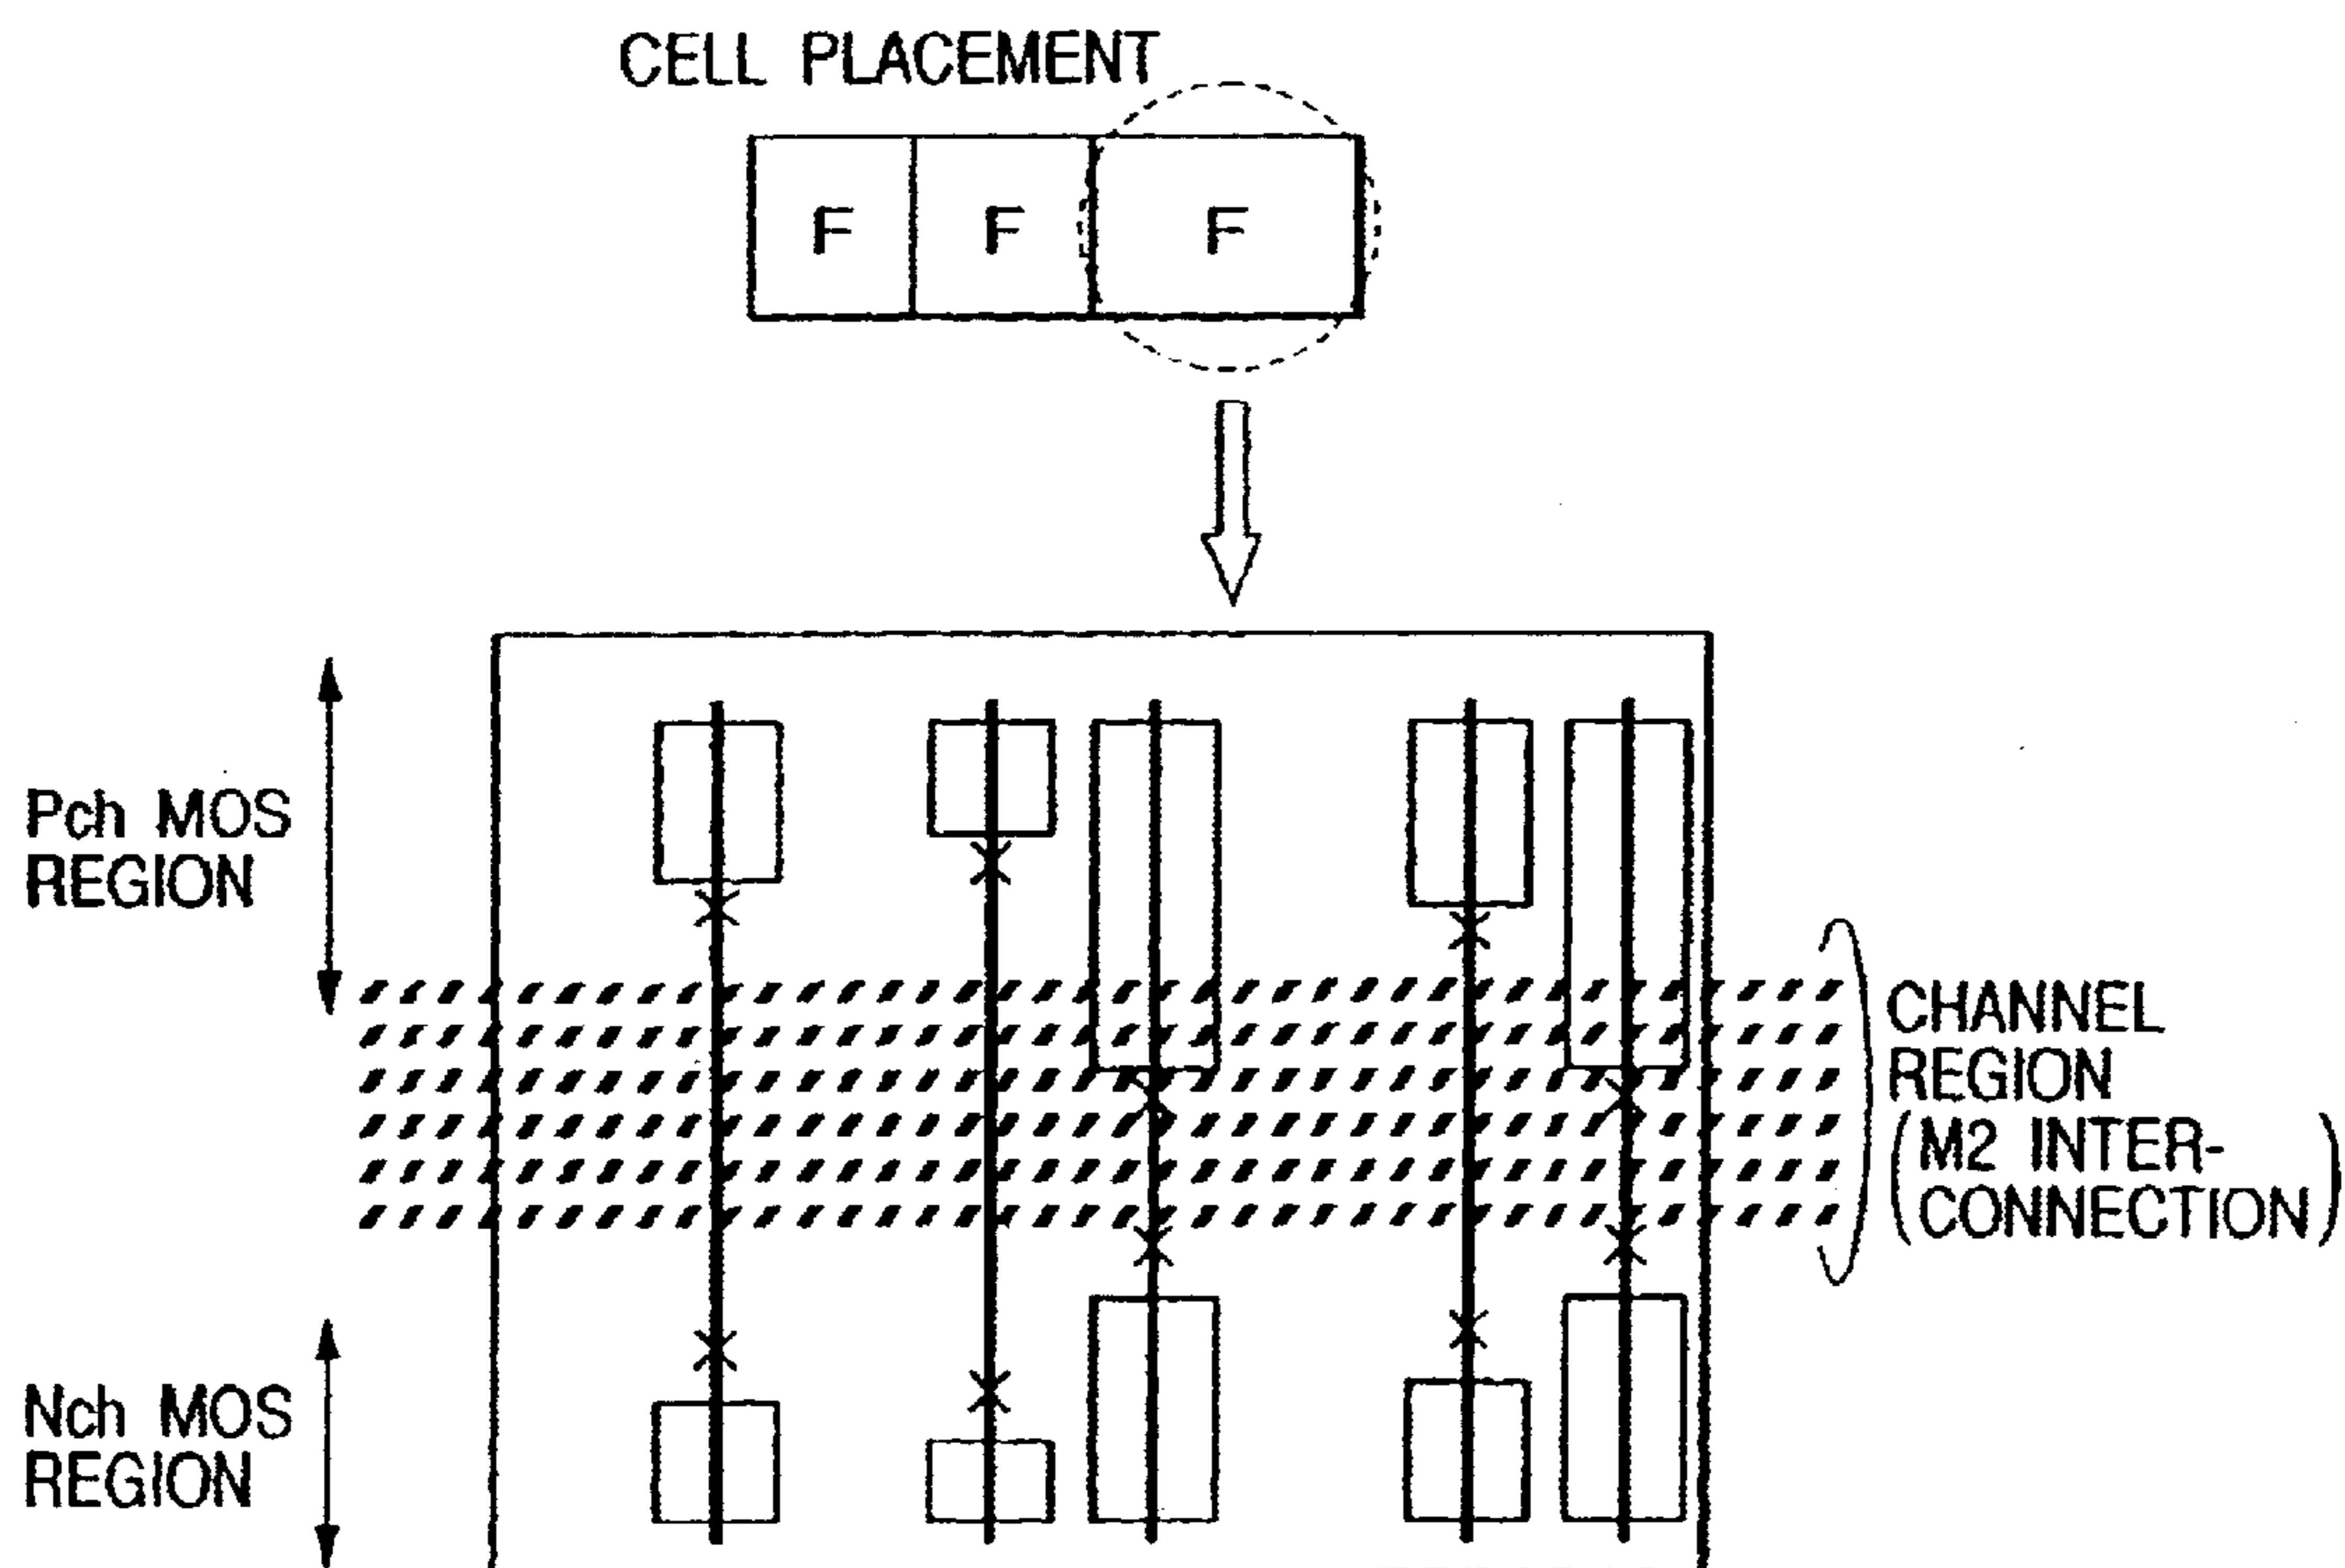 CELL PLACEMENT
F F F
Pch MOS
REGION
CHANNEL
REGION
(M2 INTER-
CONNECTION)
Nch MOS
REGION